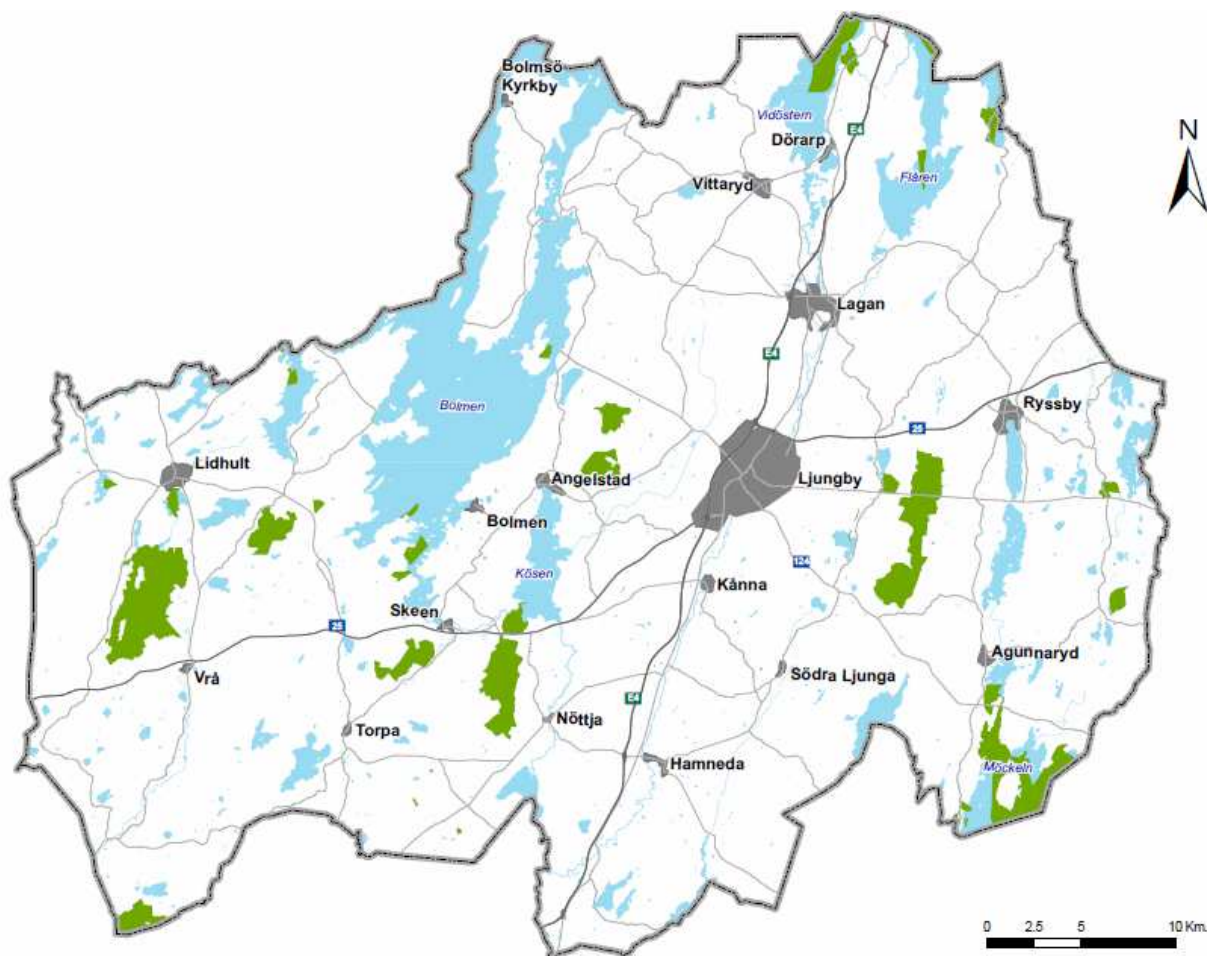 Bolmsö
Kyrkby
Vidöstern
E4
Dörarp
N
Vittaryd
Flåren
Lagan
E4
Bolmen
Ryssby
25
Lidhult
Angelstad
Ljungby
Bolmen
Kösen
124
Kånna
Skeen
25
Agunnaryd
Vrå
Södra Ljunga
E4
Nöttja
Torpa
Hamneda
Möckeln
0 2.5 5 10 Km.